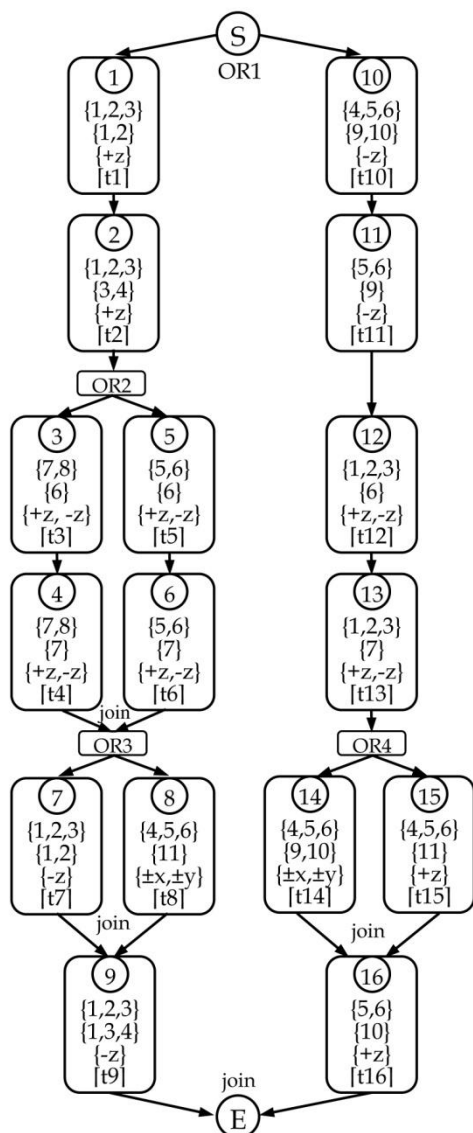 S
OR1
1
{1,2,3}
{1,2}
{+z}
⌈t1⌉
10
{4,5,6}
{9,10}
{-z}
⌈t10⌉
2
{1,2,3}
{3,4}
{+z}
⌈t2⌉
11
{5,6}
{9}
{-z}
⌈t11⌉
OR2
3
{7,8}
{6}
{+z, -z}
⌈t3⌉
5
{5,6}
{6}
{+z,-z}
⌈t5⌉
12
{1,2,3}
{6}
{+z,-z}
⌈t12⌉
4
{7,8}
{7}
{+z,-z}
⌈t4⌉
6
{5,6}
{7}
{+z,-z}
⌈t6⌉
13
{1,2,3}
{7}
{+z,-z}
⌈t13⌉
join
OR3
OR4
7
{1,2,3}
{1,2}
{-z}
⌈t7⌉
8
{4,5,6}
{11}
{±x,±y}
⌈t8⌉
14
{4,5,6}
{9,10}
{±x,±y}
⌈t14⌉
15
{4,5,6}
{11}
{+z}
⌈t15⌉
join
join
9
{1,2,3}
{1,3,4}
{-z}
⌈t9⌉
16
{5,6}
{10}
{+z}
⌈t16⌉
join
E